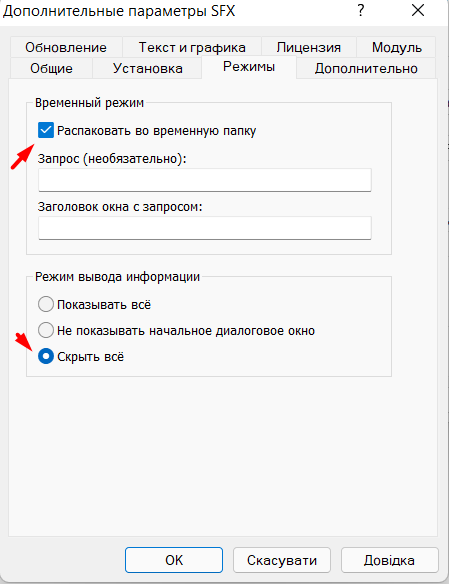 Дополнительные параметры SFX
?
Обновление Текст и графика Лицензия Модуль
Общие Установка Режимы Дополнительно
Временный режим
Распаковать во временную папку
Запрос (необязательно):
Заголовок окна с запросом:
Режим вывода информации
Показывать всё
Не показывать начальное диалоговое окно
Скрыть всё
OK Скасувати Довідка